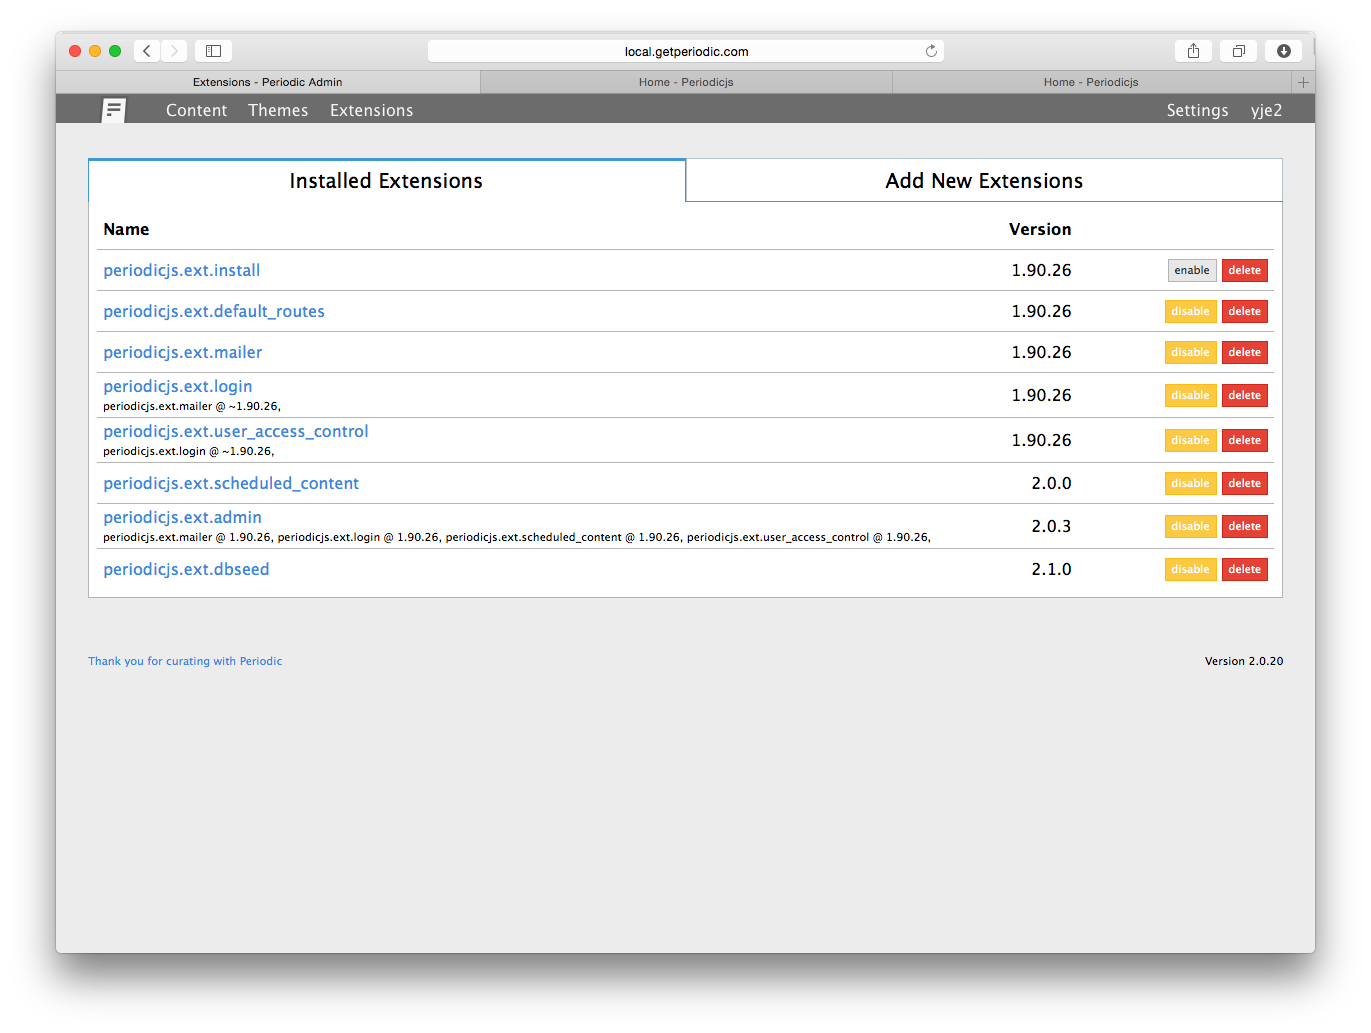 local.getperiodic.com
Extensions - Periodic Admin
Home - Periodicjs
Home - Periodicjs
Content Themes Extensions Settings yje2
Installed Extensions
Add New Extensions
Name Version
periodicjs.ext.install 1.90.26 enable delete
periodicjs.ext.default_routes 1.90.26 disable delete
periodicjs.ext.mailer 1.90.26 disable delete
periodicjs.ext.login 1.90.26 disable delete
periodicjs.ext.mailer @ ~1.90.26,
periodicjs.ext.user_access_control 1.90.26 disable delete
periodicjs.ext.login @ ~1.90.26,
periodicjs.ext.scheduled_content 2.0.0 disable delete
periodicjs.ext.admin 2.0.3 disable delete
periodicjs.ext.mailer @ 1.90.26, periodicjs.ext.login @ 1.90.26, periodicjs.ext.scheduled_content @ 1.90.26, periodicjs.ext.user_access_control @ 1.90.26,
periodicjs.ext.dbseed 2.1.0 disable delete
Thank you for curating with Periodic
Version 2.0.20